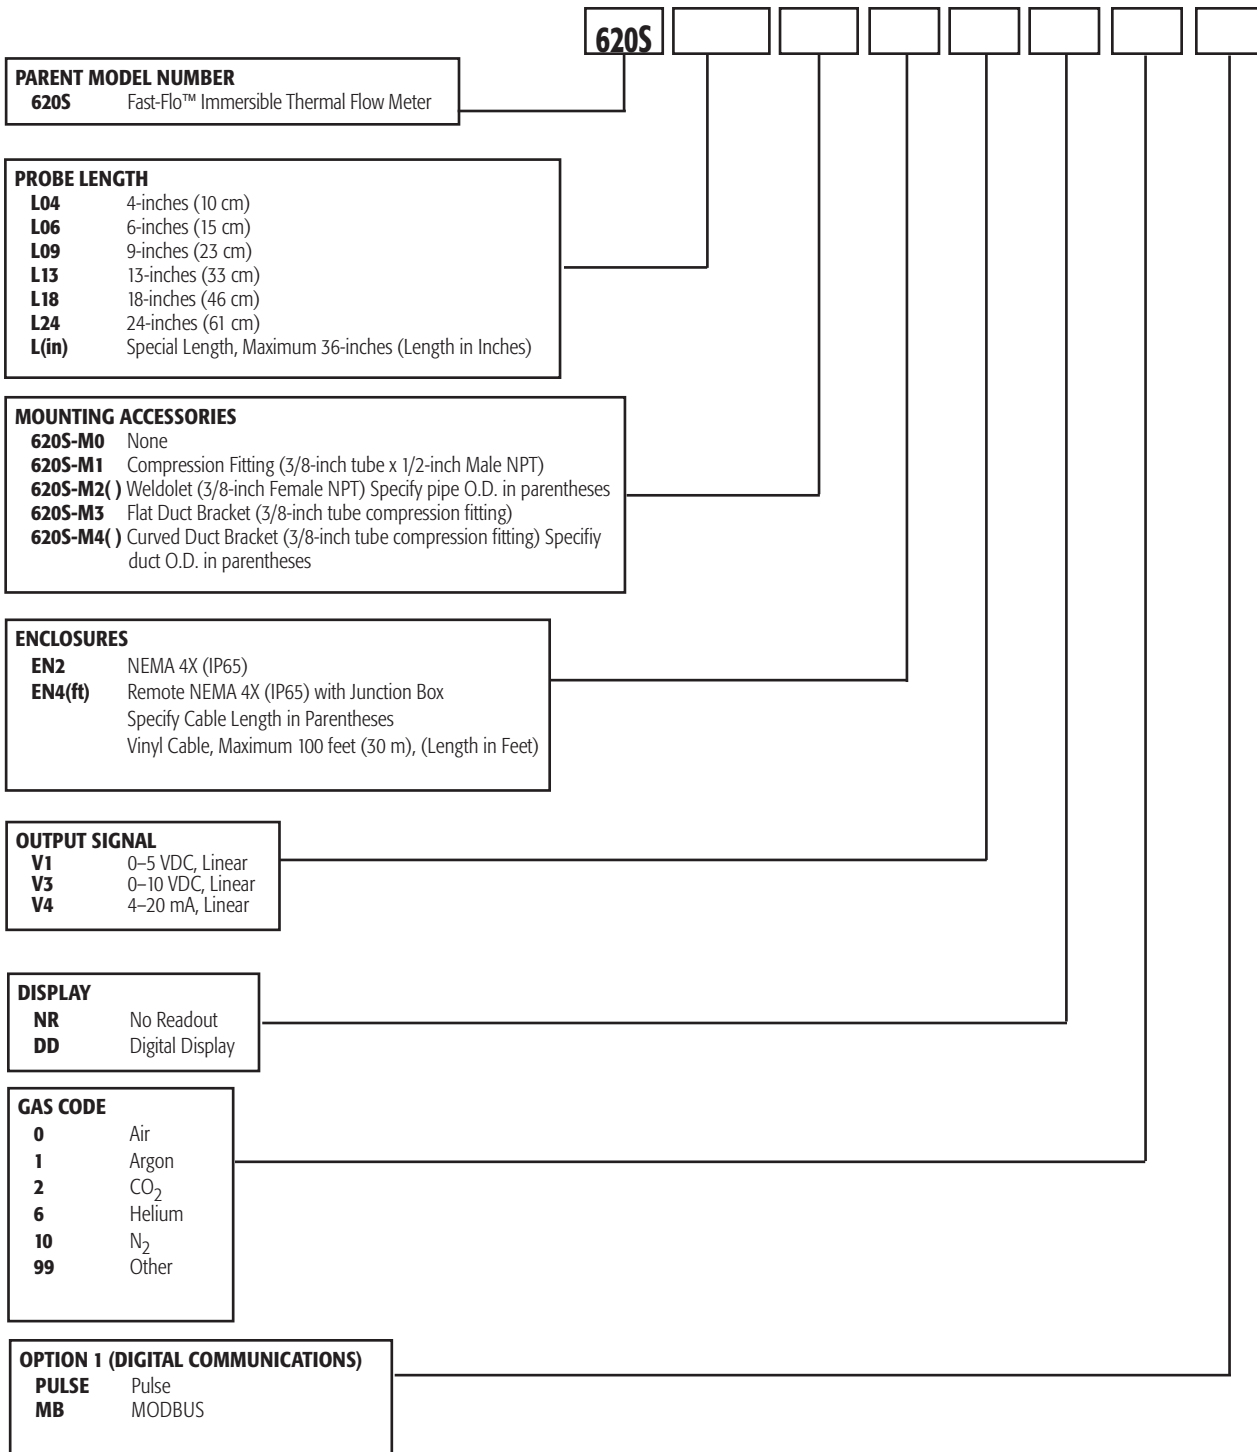 620S
PARENT MODEL NUMBER
620S Fast-Flo™ Immersible Thermal Flow Meter
PROBE LENGTH
L04 4-inches (10 cm)
L06 6-inches (15 cm)
L09 9-inches (23 cm)
L13 13-inches (33 cm)
L18 18-inches (46 cm)
L24 24-inches (61 cm)
L(in) Special Length, Maximum 36-inches (Length in Inches)
MOUNTING ACCESSORIES
620S-M0 None
620S-M1 Compression Fitting (3/8-inch tube x 1/2-inch Male NPT)
620S-M2( ) Weldolet (3/8-inch Female NPT) Specify pipe O.D. in parentheses
620S-M3 Flat Duct Bracket (3/8-inch tube compression fitting)
620S-M4( ) Curved Duct Bracket (3/8-inch tube compression fitting) Specifiy
duct O.D. in parentheses
ENCLOSURES
EN2 NEMA 4X (IP65)
EN4(ft) Remote NEMA 4X (IP65) with Junction Box
Specify Cable Length in Parentheses
Vinyl Cable, Maximum 100 feet (30 m), (Length in Feet)
OUTPUT SIGNAL
V1 0–5 VDC, Linear
V3 0–10 VDC, Linear
V4 4–20 mA, Linear
DISPLAY
NR No Readout
DD Digital Display
GAS CODE
0 Air
1 Argon
2 CO2
6 Helium
10 N2
99 Other
OPTION 1 (DIGITAL COMMUNICATIONS)
PULSE Pulse
MB MODBUS